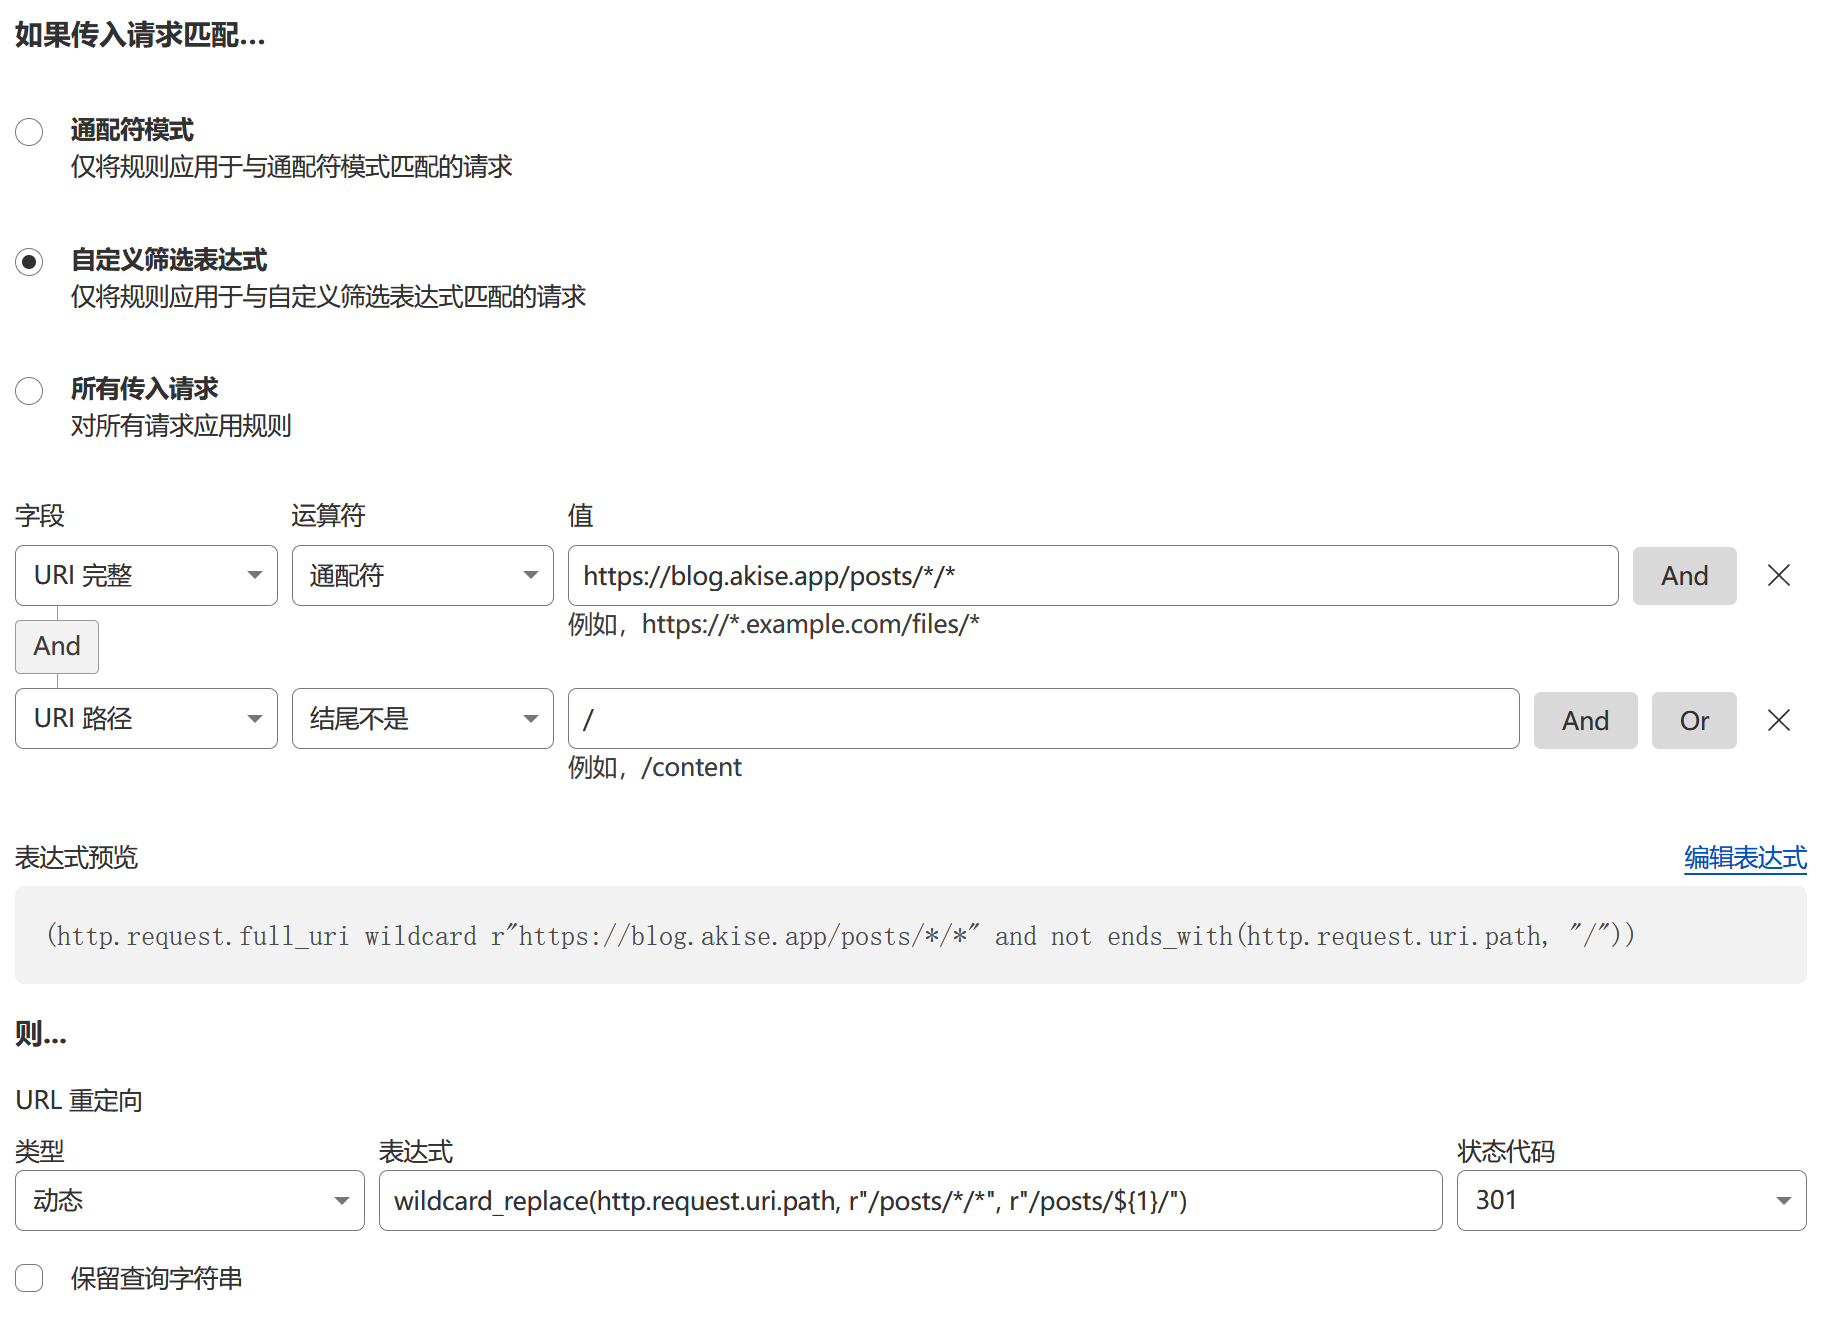 如果传入请求匹配...
通配符模式
仅将规则应用于与通配符模式匹配的请求
自定义筛选表达式
仅将规则应用于与自定义筛选表达式匹配的请求
所有传入请求
对所有请求应用规则
字段 运算符 值
URI 完整 通配符 https://blog.akise.app/posts/*/* And
例如，https://*.example.com/files/*
And
URI 路径 结尾不是 / And Or
例如，/content
表达式预览 编辑表达式
(http.request.full_uri wildcard r"https://blog.akise.app/posts/*/*" and not ends_with(http.request.uri.path, "/"))
则...
URL 重定向
类型 表达式 状态代码
动态 wildcard_replace(http.request.uri.path, r"/posts/*/*", r"/posts/${1}/") 301
保留查询字符串